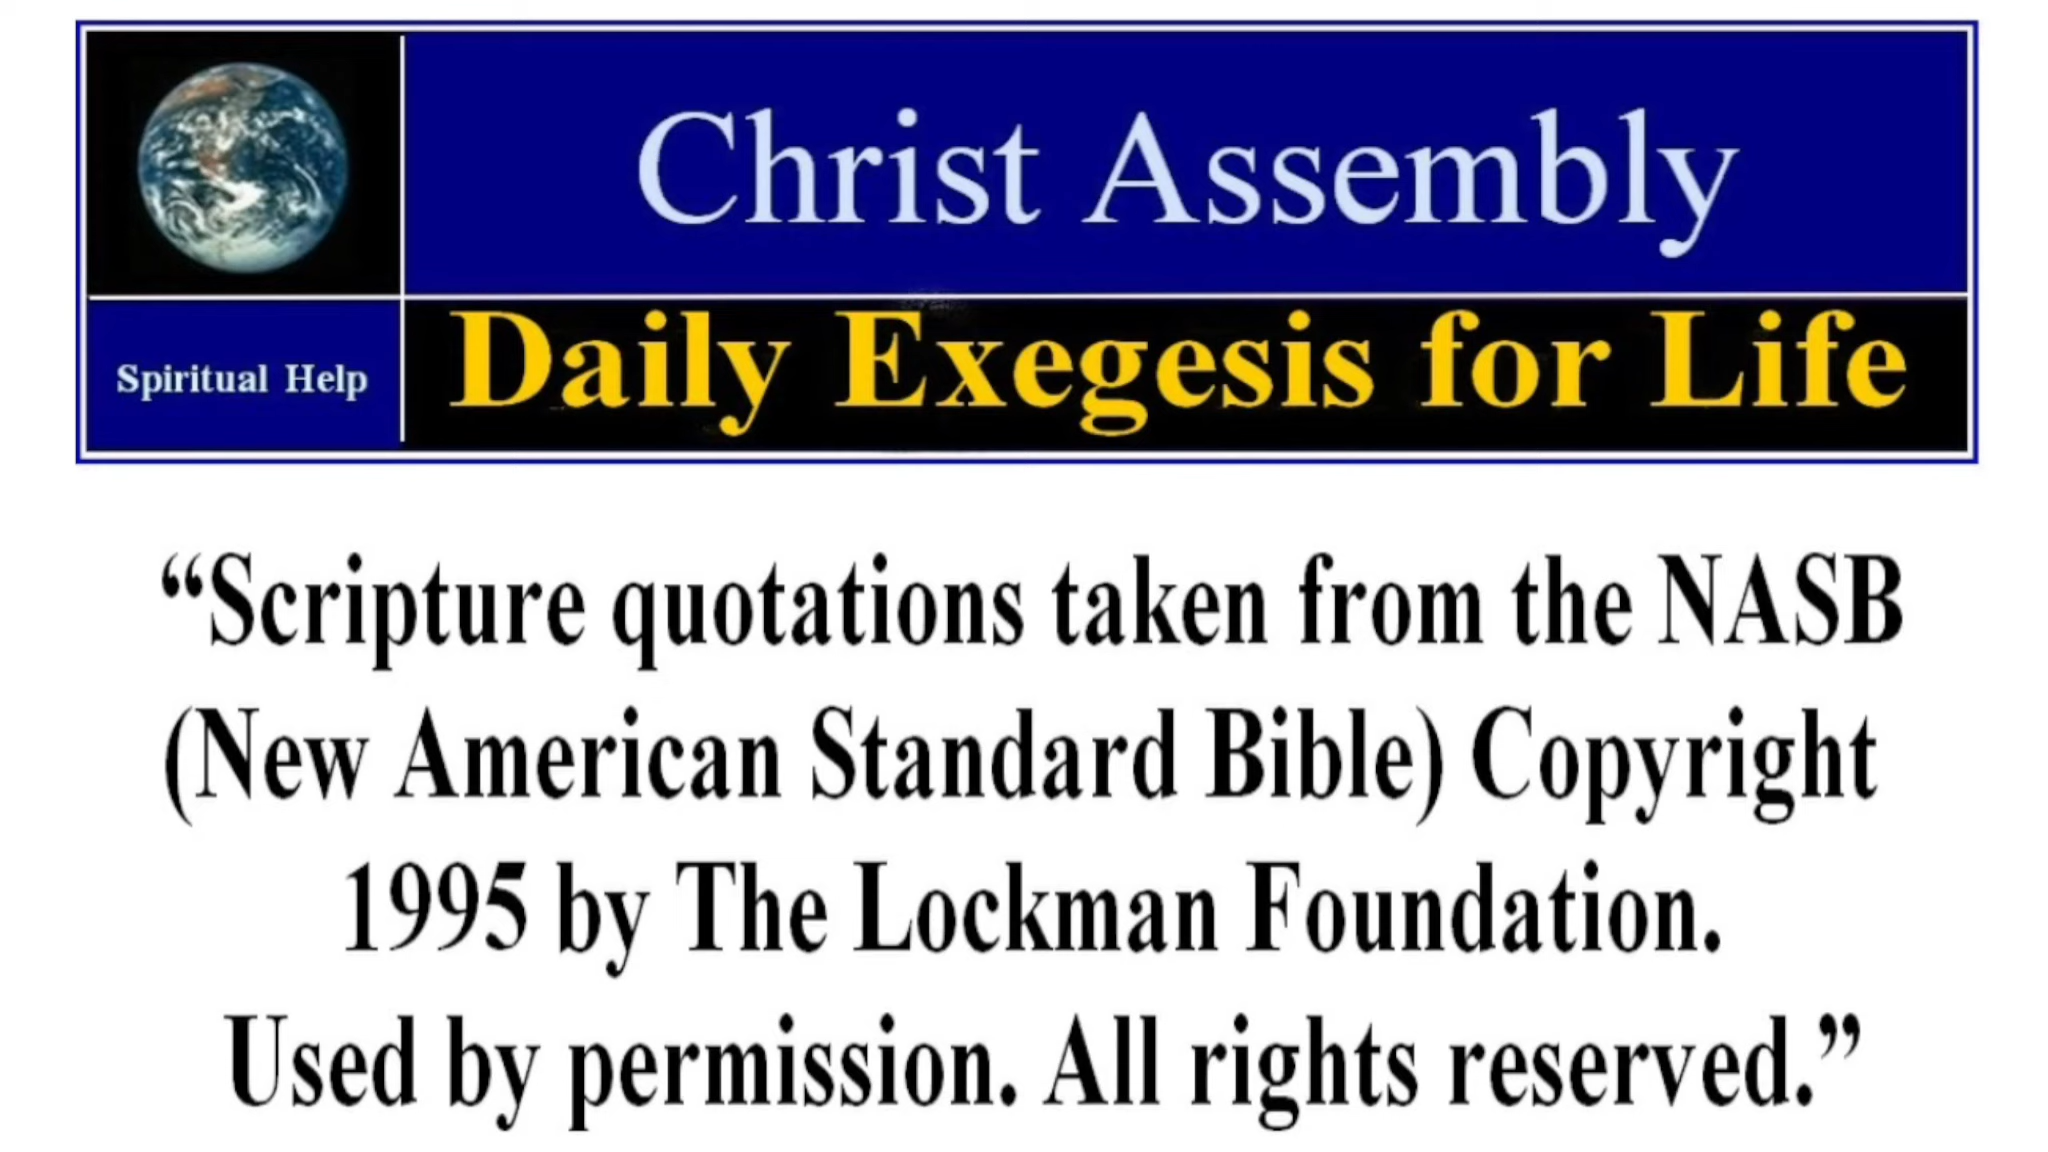 Christ Assembly
Spiritual Help
Daily Exegesis for Life
“Scripture quotations taken from the NASB
(New American Standard Bible) Copyright
1995 by The Lockman Foundation.
Used by permission. All rights reserved.”